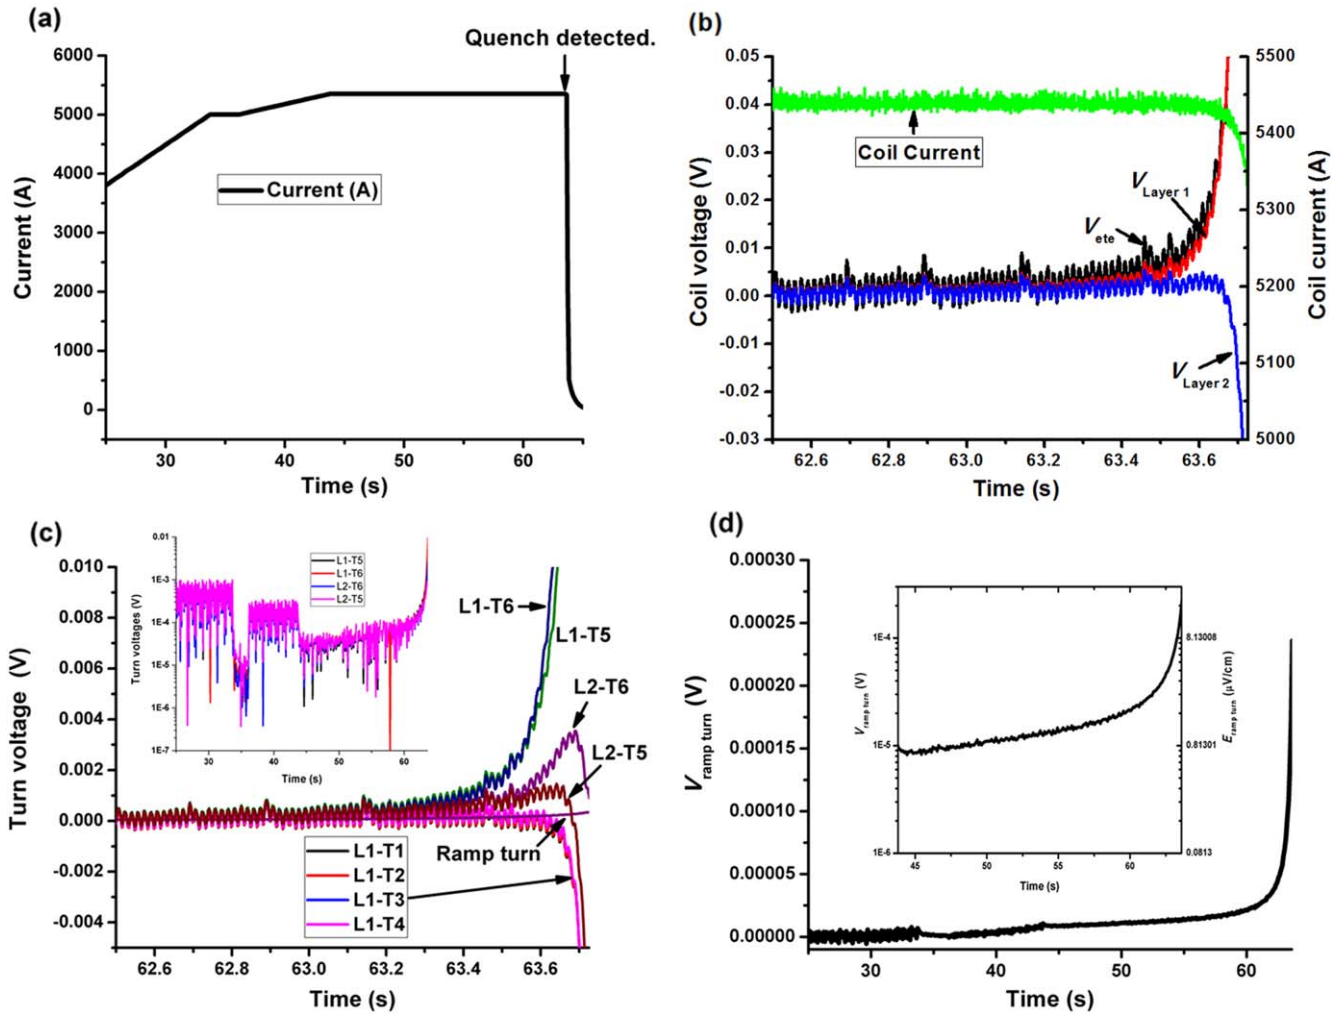 (a)
Quench detected.
6000
5000
4000
3000
2000
1000
0
Current (A)
Current (A)
30
40
50
60
Time (s)
(b)
0.05
0.04
0.03
0.02
0.01
0.00
-0.01
-0.02
-0.03
Coil voltage (V)
Coil Current
V Layer 1
V ete
V Layer 2
5500
5400
5300
5200
5100
5000
Coil current (A)
62.6
62.8
63.0
63.2
63.4
63.6
Time (s)
(c)
0.010
0.008
0.006
0.004
0.002
0.000
-0.002
-0.004
Turn voltage (V)
0.01
1E-3
1E-4
1E-5
1E-6
1E-7
Turn voltages (V)
L1-T5
L1-T6
L2-T6
L2-T5
30
40
50
60
Time (s)
L1-T6
L1-T5
L2-T6
L2-T5
Ramp turn
L1-T1
L1-T2
L1-T3
L1-T4
62.6
62.8
63.0
63.2
63.4
63.6
Time (s)
(d)
0.00030
0.00025
0.00020
0.00015
0.00010
0.00005
0.00000
V ramp turn (V)
1E-4
1E-5
1E-6
V ramp turn (V)
8.13008
0.81301
0.0813
E ramp turn (µV/cm)
45
50
55
60
Time (s)
30
40
50
60
Time (s)